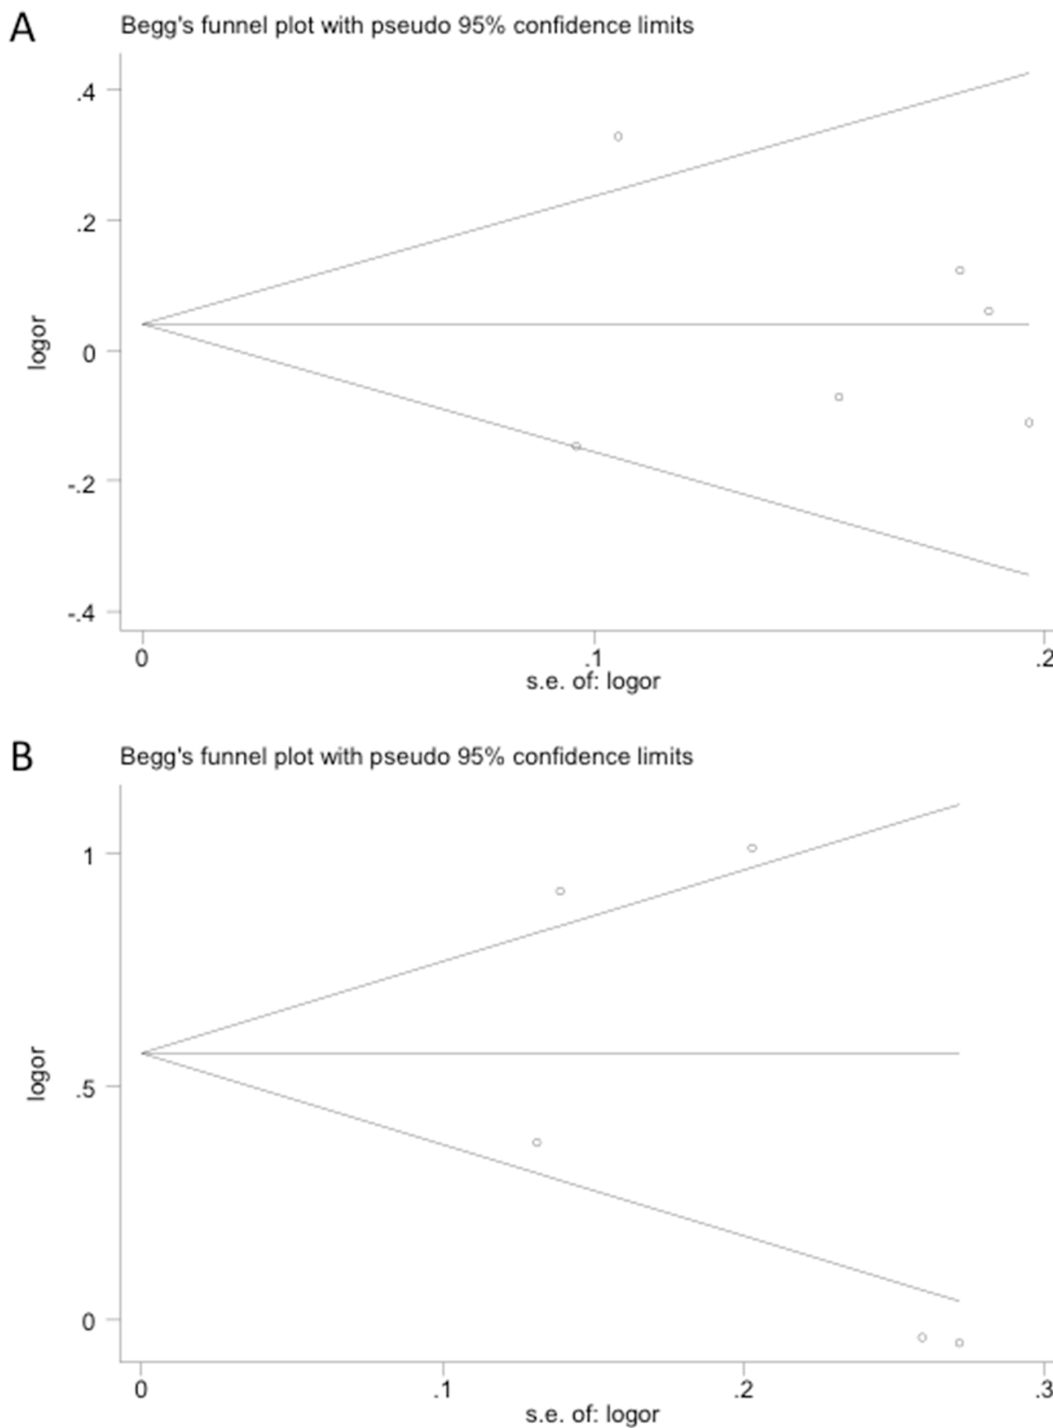 A
Begg's funnel plot with pseudo 95% confidence limits
.4
.2
0
-.2
-.4
logor
0
.1
.2
s.e. of: logor
B
Begg's funnel plot with pseudo 95% confidence limits
1
.5
0
logor
0
.1
.2
.3
s.e. of: logor